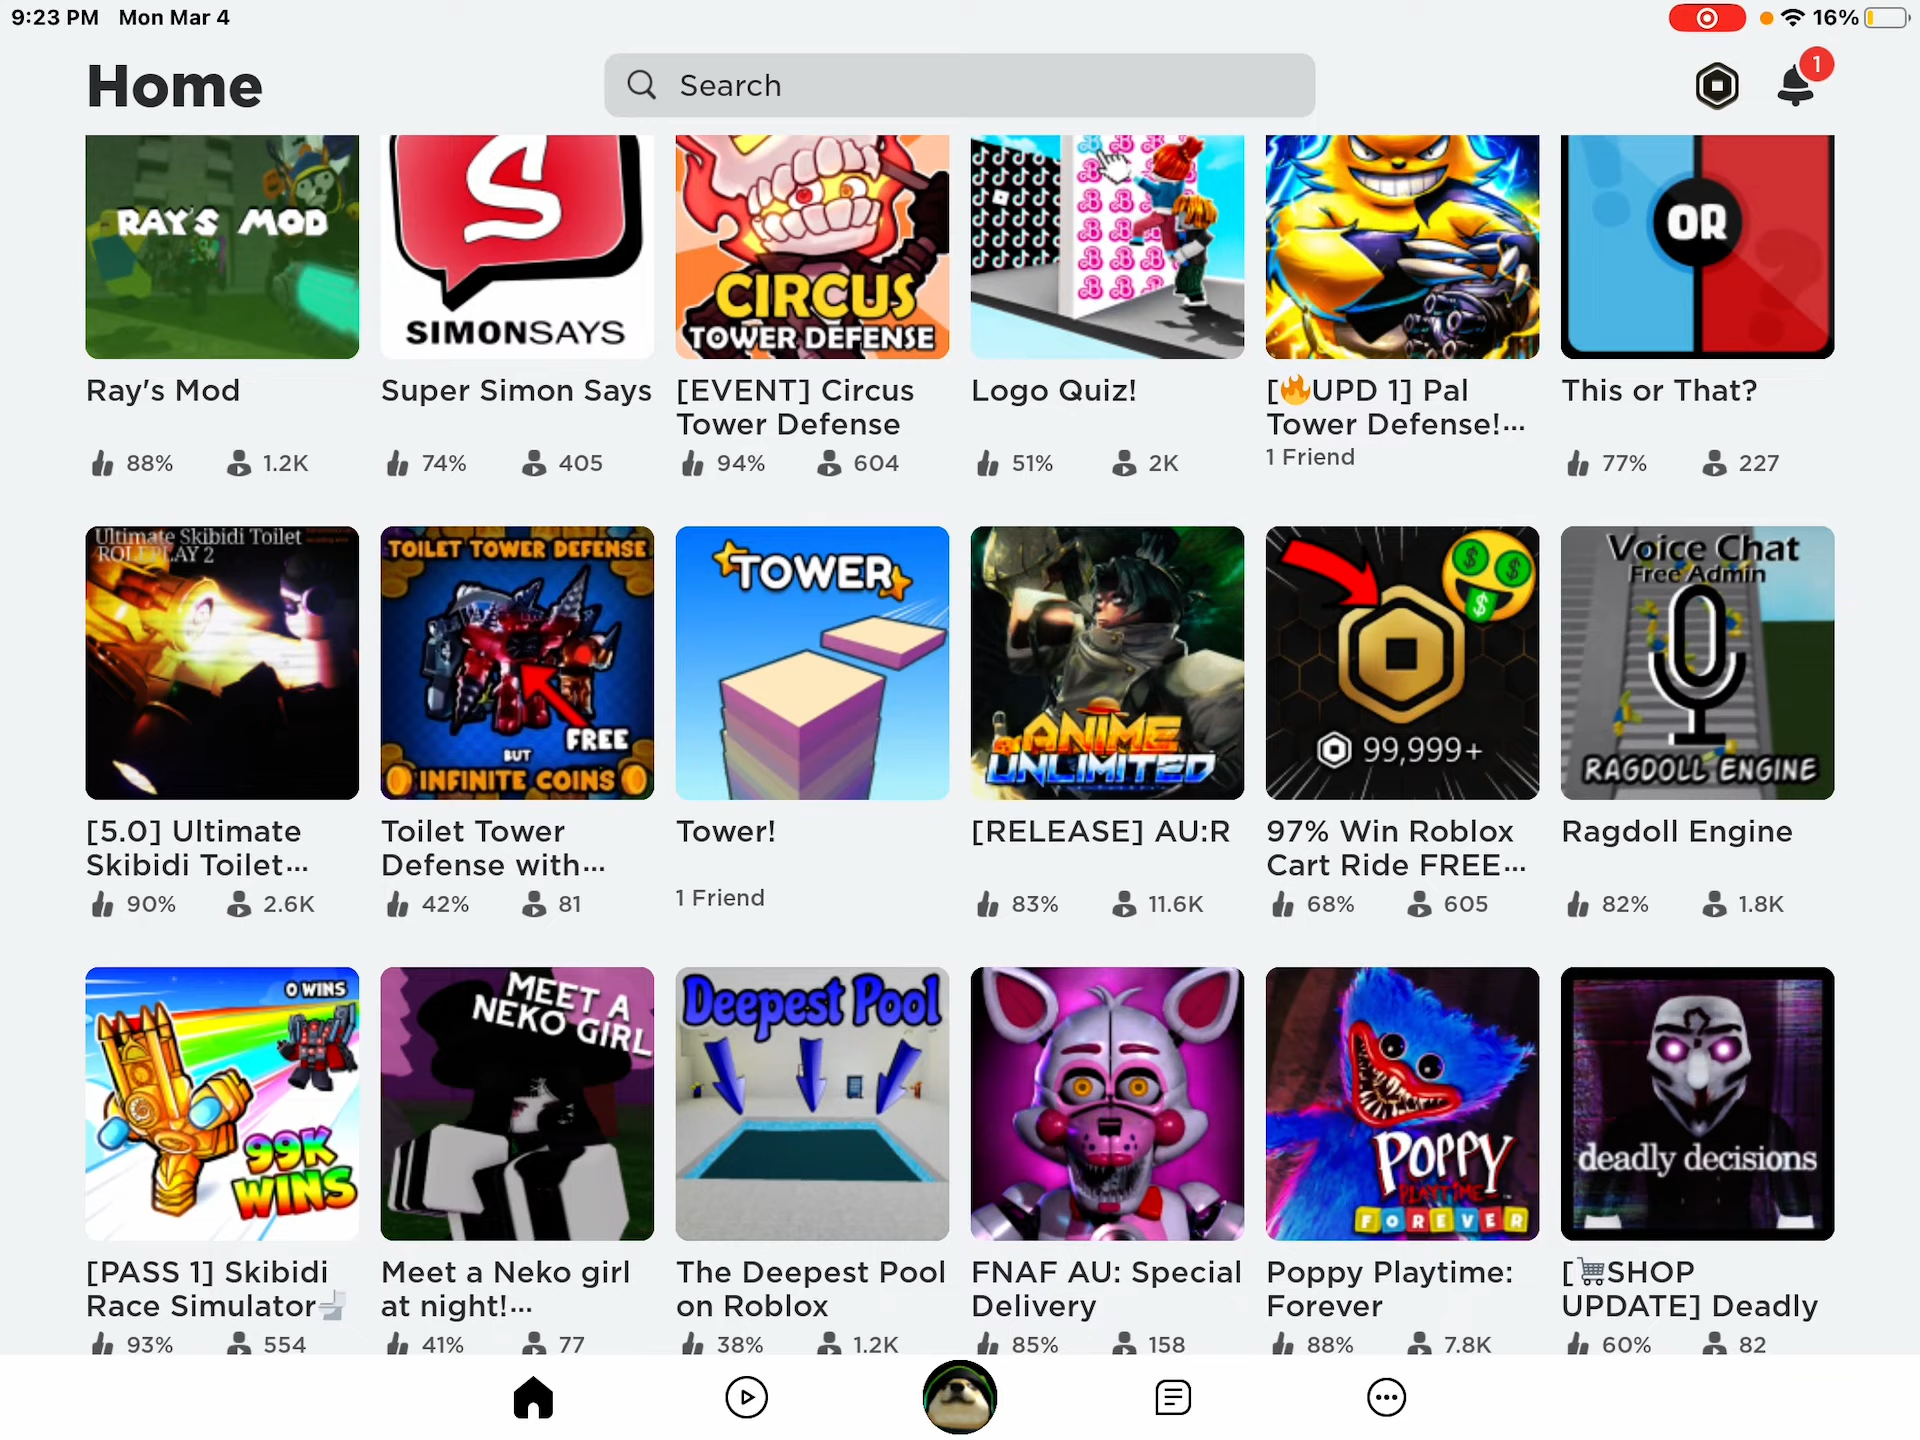 9:23 PM Mon Mar 4
16%
Home
Search
1
RAY'S MOD
S
SIMONSAYS
CIRCUS
TOWER DEFENSE
OR
Ray's Mod
Super Simon Says
[EVENT] Circus
Tower Defense
Logo Quiz!
[🔥UPD 1] Pal
Tower Defense!...
This or That?
88% 1.2K
74% 405
94% 604
51% 2K
1 Friend
77% 227
Ultimate Skibidi Toilet
ROLEPLAY 2
TOILET TOWER DEFENSE
FREE
BUT
INFINITE COINS
TOWER
ANIME
UNLIMITED
99,999+
Voice Chat
Free Admin
RAGDOLL ENGINE
[5.0] Ultimate
Skibidi Toilet...
Toilet Tower
Defense with...
Tower!
[RELEASE] AU:R
97% Win Roblox
Cart Ride FREE...
Ragdoll Engine
90% 2.6K
42% 81
1 Friend
83% 11.6K
68% 605
82% 1.8K
0 WINS
99K
WINS
MEET A
NEKO GIRL
Deepest Pool
POPPY
PLAYTIME
FOREVER
deadly decisions
[PASS 1] Skibidi
Race Simulator🚽
Meet a Neko girl
at night!...
The Deepest Pool
on Roblox
FNAF AU: Special
Delivery
Poppy Playtime:
Forever
[🛒SHOP
UPDATE] Deadly
93% 554
41% 77
38% 1.2K
85% 158
88% 7.8K
60% 82